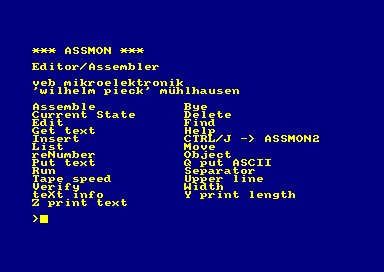 *** ASSMON ***
Editor/Assembler
veb mikroelektronik
'wilhelm pieck' mühlhausen
Assemble Bye
Current State Delete
Edit Find
Get text Help
Insert CTRL/J -> ASSMON2
List Move
reNumber Object
Put text Q put ASCII
Run Separator
Tape speed Upper line
Verify Width
teXt info Y print length
Z print text
>